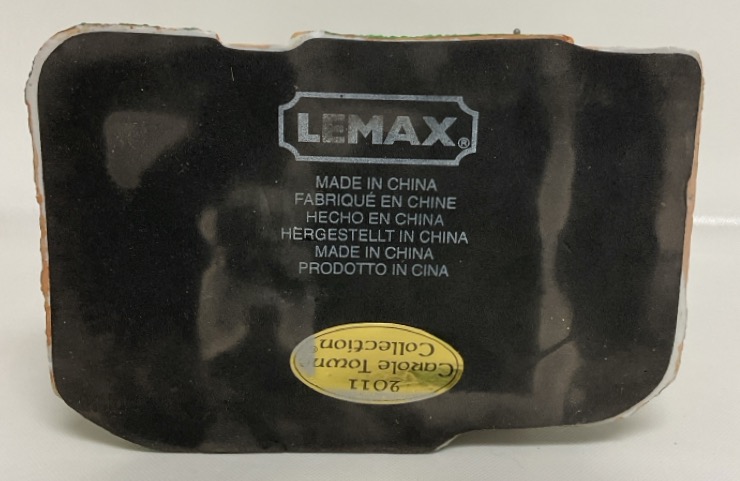 LEMAX®
MADE IN CHINA
FABRIQUÉ EN CHINE
HECHO EN CHINA
HERGESTELLT IN CHINA
MADE IN CHINA
PRODOTTO IN CINA
2011
Carole Town
Collection